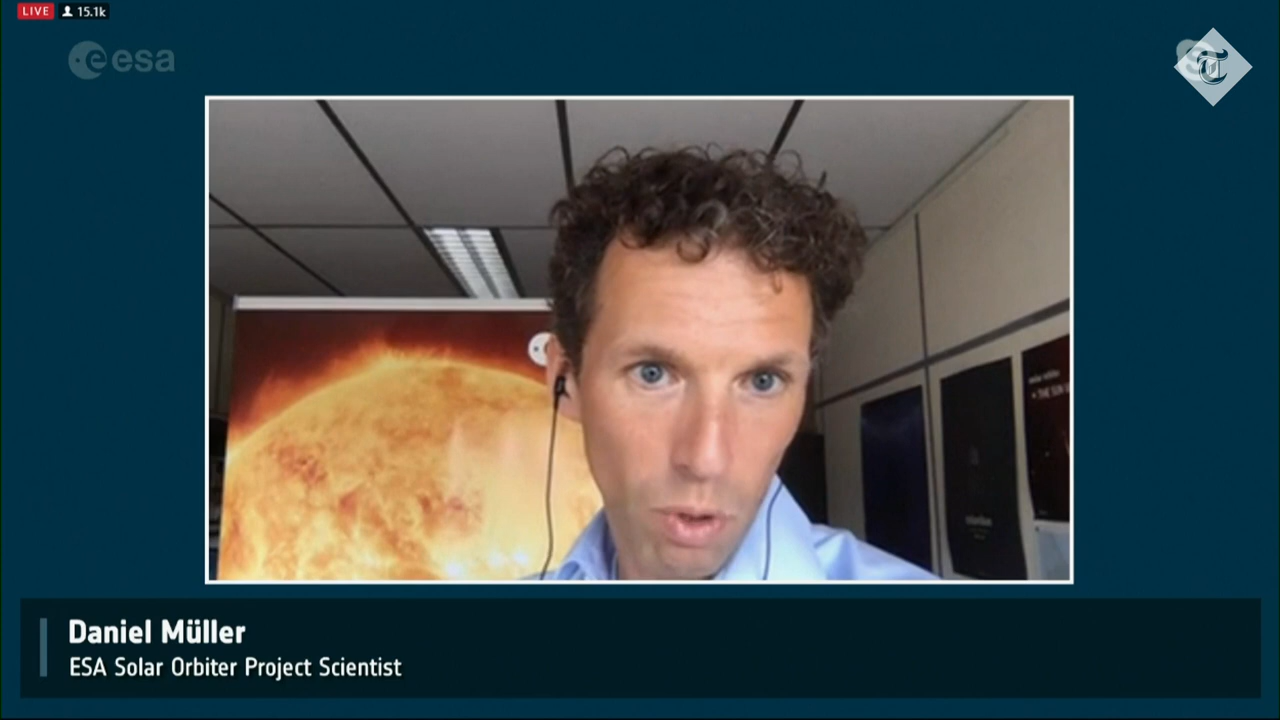 LIVE 15.1k
esa
T
Daniel Müller
ESA Solar Orbiter Project Scientist